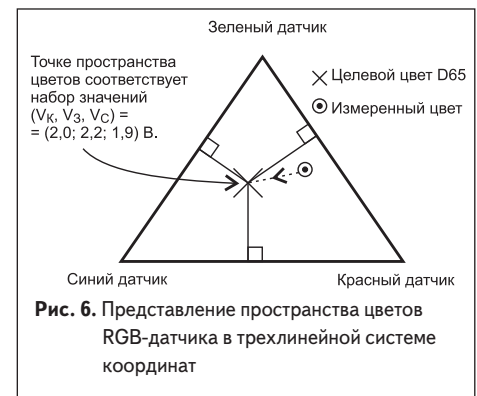 Зеленый датчик
Точке пространства
цветов соответствует
набор значений
(VК, VЗ, VС) =
= (2,0; 2,2; 1,9) В.
Целевой цвет D65
Измеренный цвет
Синий датчик
Красный датчик
Рис. 6. Представление пространства цветов
RGB-датчика в трехлинейной системе
координат